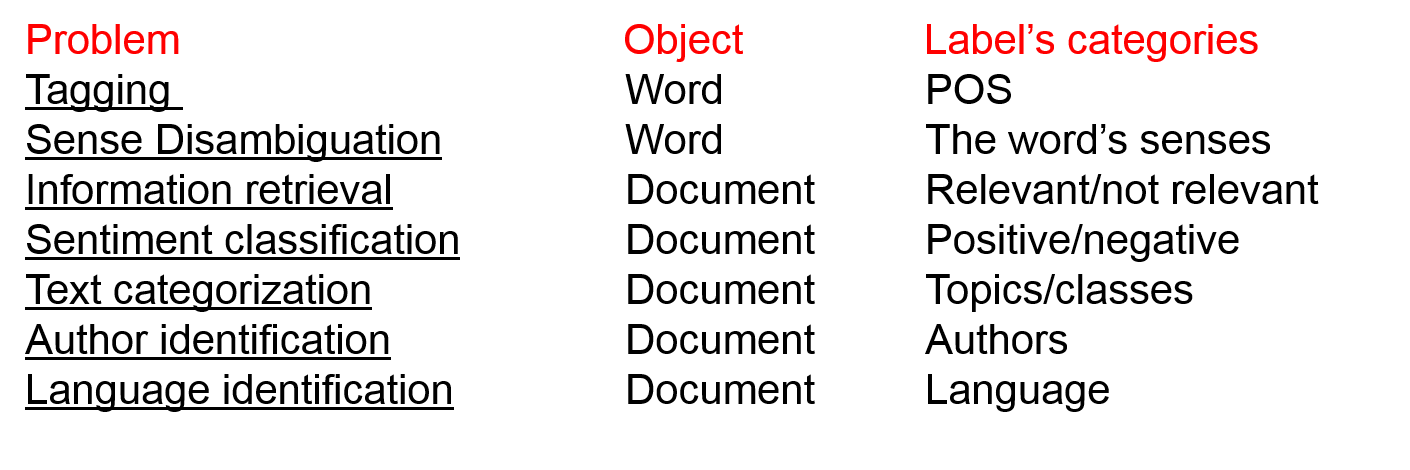 Problem Object Label’s categories
Tagging Word POS
Sense Disambiguation Word The word’s senses
Information retrieval Document Relevant/not relevant
Sentiment classification Document Positive/negative
Text categorization Document Topics/classes
Author identification Document Authors
Language identification Document Language